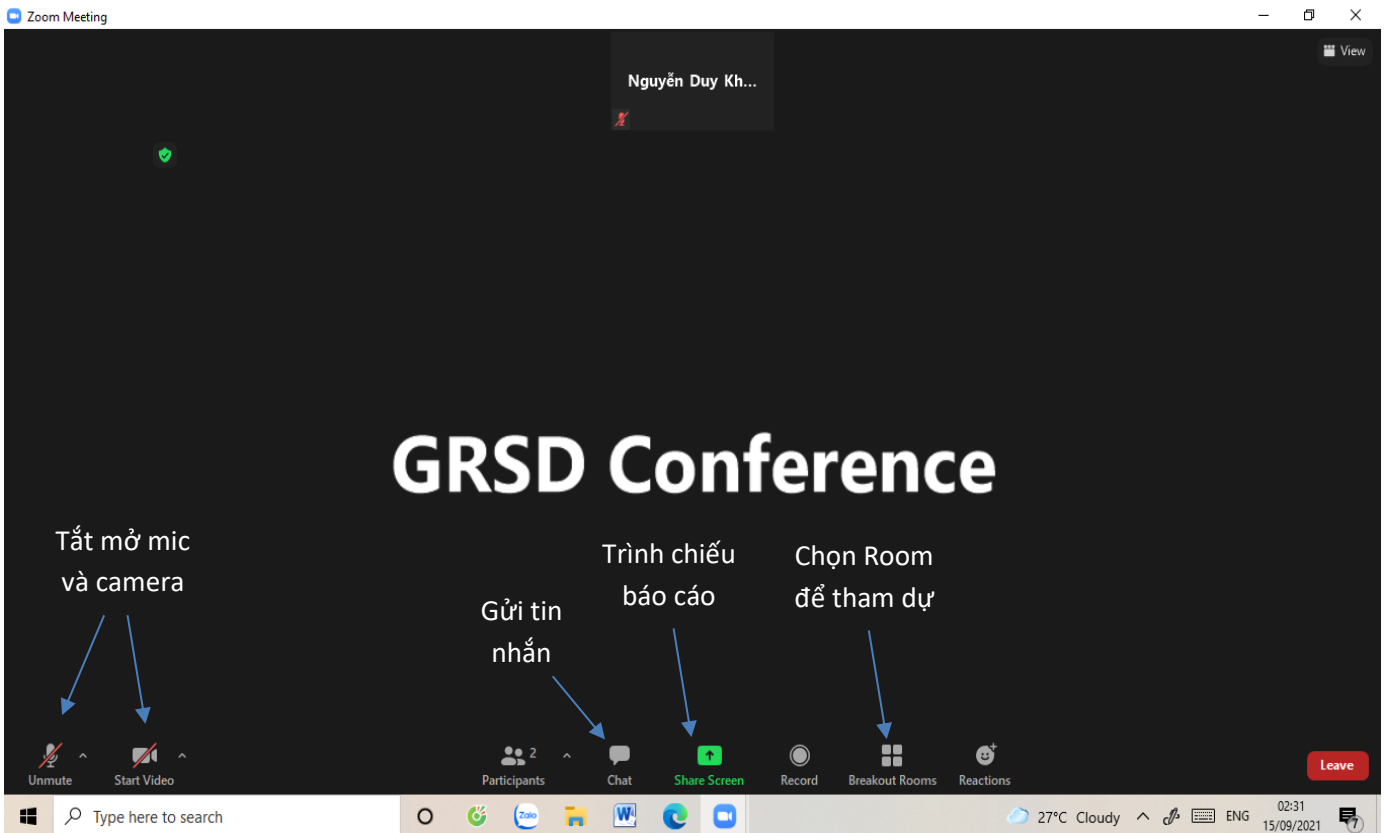 Zoom Meeting
View
Nguyễn Duy Kh...
GRSD Conference
Tắt mở mic
và camera
Gửi tin
nhắn
Trình chiếu
báo cáo
Chọn Room
để tham dự
Unmute
Start Video
2
Participants
Chat
Share Screen
Record
Breakout Rooms
Reactions
Leave
Type here to search
Zalo
W
27°C Cloudy
ENG
02:31
15/09/2021
7